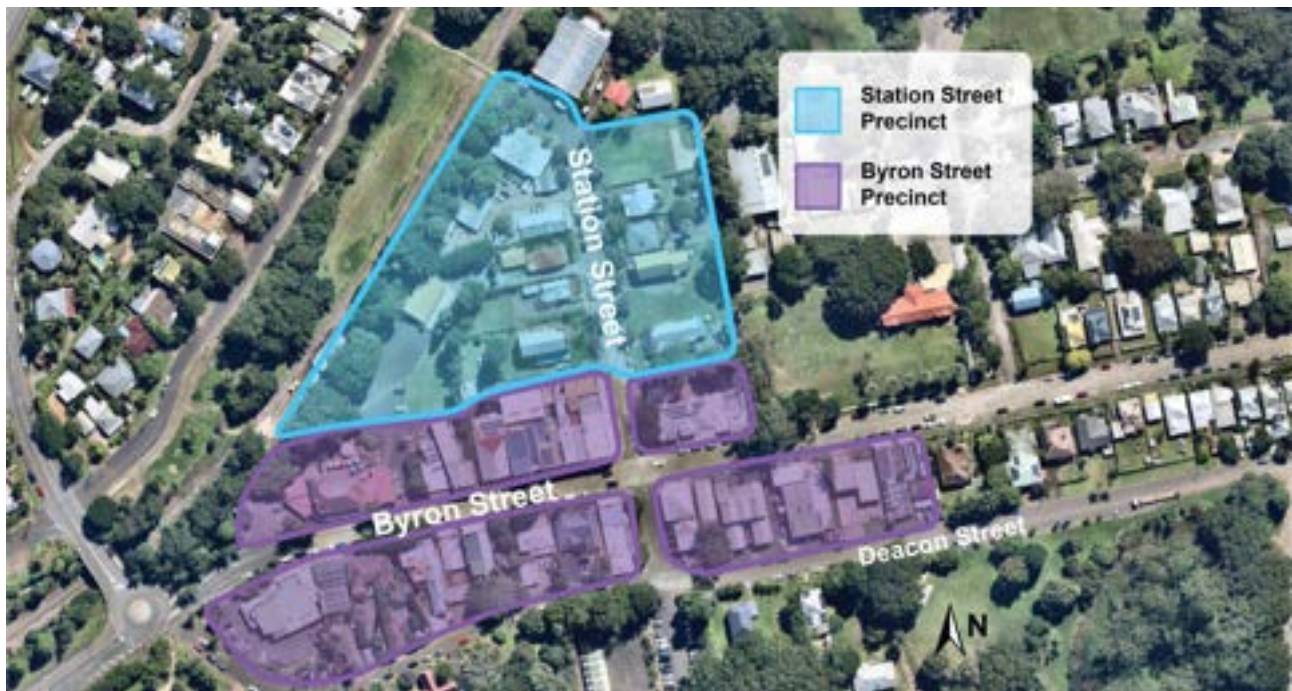 Station Street
Precinct
Byron Street
Precinct
Station Street
Byron Street
Deacon Street
N